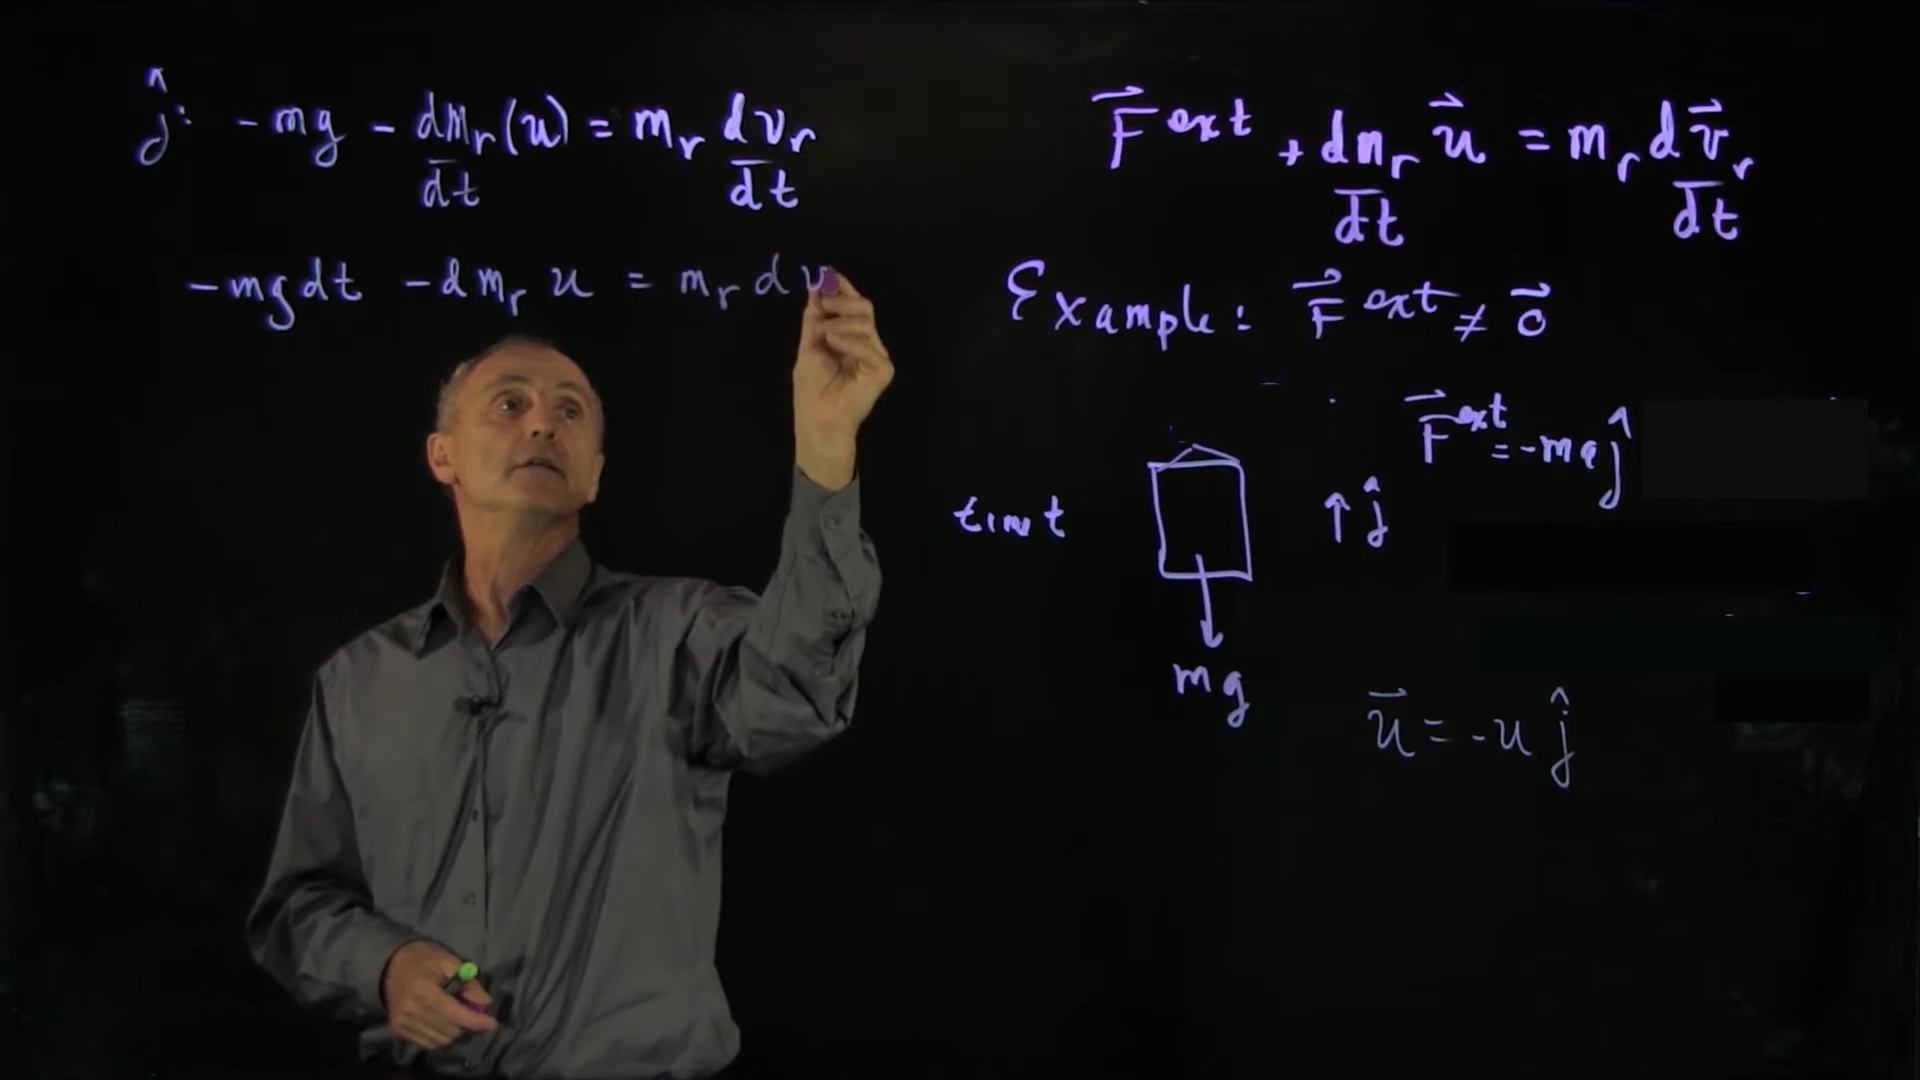 ĵ: -mg - dm_r/dt (u) = m_r dv_r/dt
-mg dt - dm_r u = m_r dv
F⃗^ext + dm_r/dt u⃗ = m_r dv⃗_r/dt
Example: F⃗^ext ≠ 0⃗
F⃗^ext = -mg ĵ
↑ ĵ
mg
u⃗ = -u ĵ